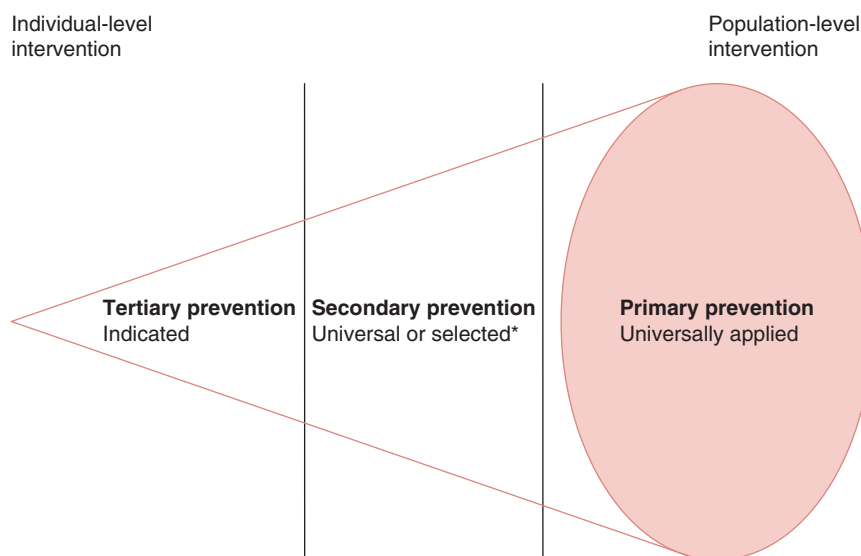 Individual-level
intervention
Population-level
intervention
Tertiary prevention
Indicated
Secondary prevention
Universal or selected*
Primary prevention
Universally applied